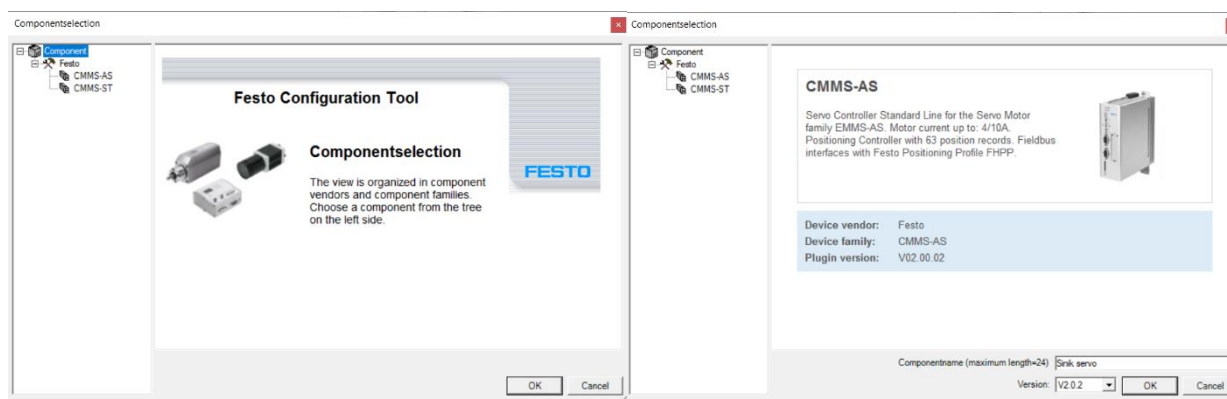 Componentselection
Component
Festo
CMMS-AS
CMMS-ST
Festo Configuration Tool
Componentselection
The view is organized in component
vendors and component families.
Choose a component from the tree
on the left side.
FESTO
OK Cancel
Componentselection
Component
Festo
CMMS-AS
CMMS-ST
CMMS-AS
Servo Controller Standard Line for the Servo Motor
family EMMS-AS. Motor current up to: 4/10A.
Positioning Controller with 63 position records. Fieldbus
interfaces with Festo Positioning Profile FHPP.
Device vendor: Festo
Device family: CMMS-AS
Plugin version: V02.00.02
Componentname (maximum length=24) Sinik servo
Version: V2.0.2 OK Cancel